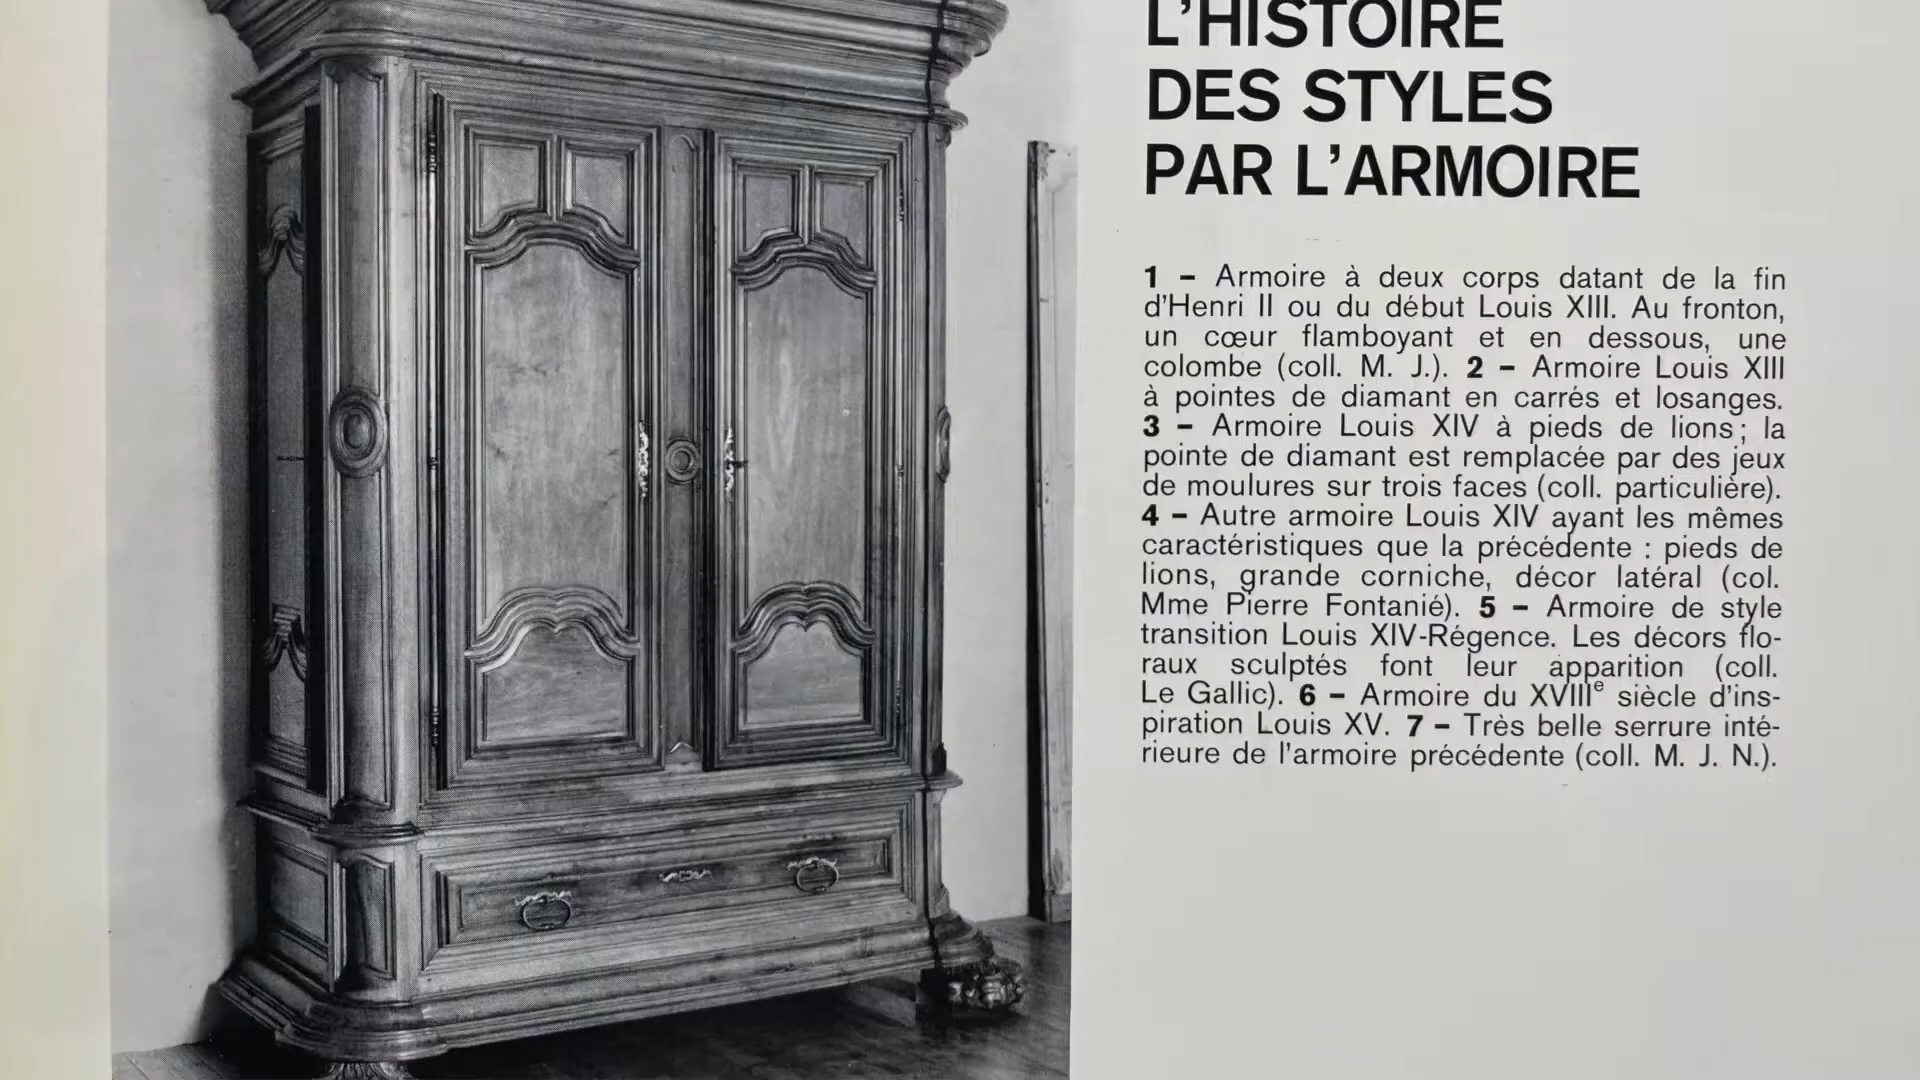 L'HISTOIRE
DES STYLES
PAR L'ARMOIRE
1 – Armoire à deux corps datant de la fin
d'Henri II ou du début Louis XIII. Au fronton,
un cœur flamboyant et en dessous, une
colombe (coll. M. J.). 2 – Armoire Louis XIII
à pointes de diamant en carrés et losanges.
3 – Armoire Louis XIV à pieds de lions; la
pointe de diamant est remplacée par des jeux
de moulures sur trois faces (coll. particulière).
4 – Autre armoire Louis XIV ayant les mêmes
caractéristiques que la précédente : pieds de
lions, grande corniche, décor latéral (col.
Mme Pierre Fontanié). 5 – Armoire de style
transition Louis XIV-Régence. Les décors flo-
raux sculptés font leur apparition (coll.
Le Gallic). 6 – Armoire du XVIIIe siècle d'ins-
piration Louis XV. 7 – Très belle serrure inté-
rieure de l'armoire précédente (coll. M. J. N.).